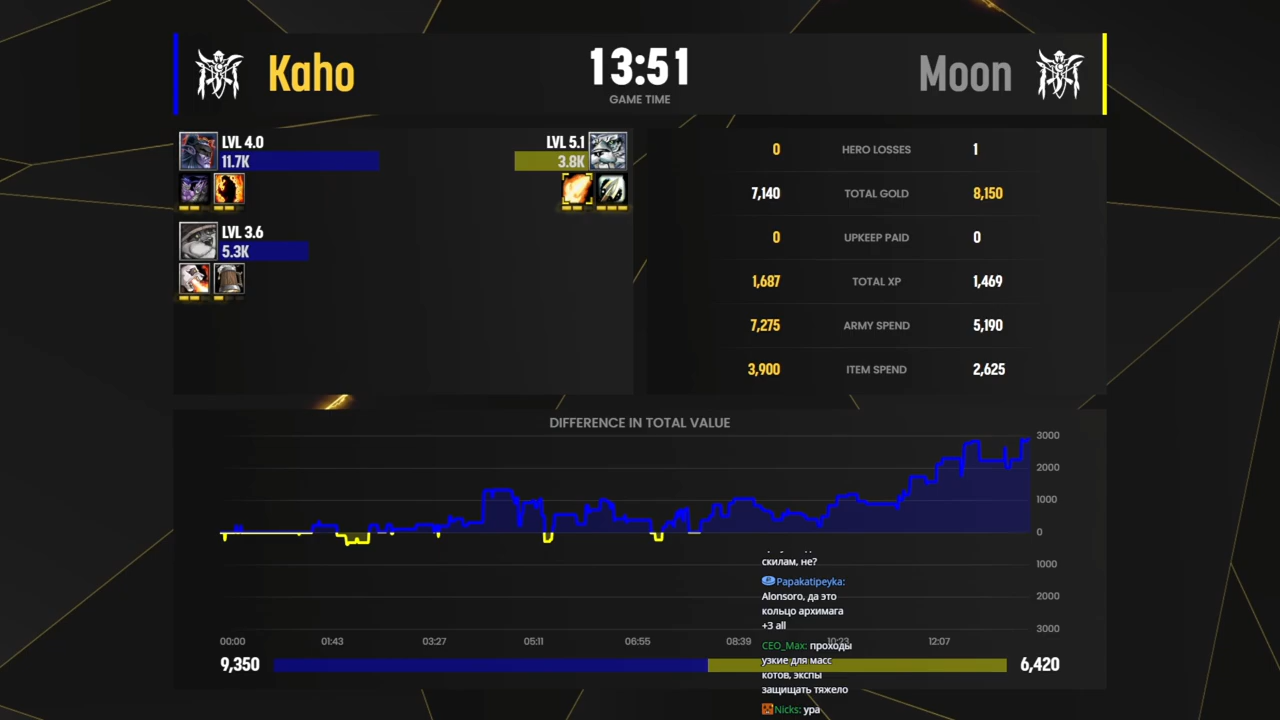 Kaho
13:51
GAME TIME
Moon
LVL 4.0
11.7K
LVL 5.1
3.8K
LVL 3.6
5.3K
0 HERO LOSSES 1
7,140 TOTAL GOLD 8,150
0 UPKEEP PAID 0
1,687 TOTAL XP 1,469
7,275 ARMY SPEND 5,190
3,900 ITEM SPEND 2,625
DIFFERENCE IN TOTAL VALUE
3000
2000
1000
0
1000
2000
3000
скилам, не?
Papakatipeyka:
Alonsoro, да это
кольцо архимага
+3 all
00:00 01:43 03:27 05:11 06:55 08:39 10:23 12:07
CEO_Max: проходы
узкие для масс
котов, экспы
защищать тяжело
Nicks: ура
9,350
6,420